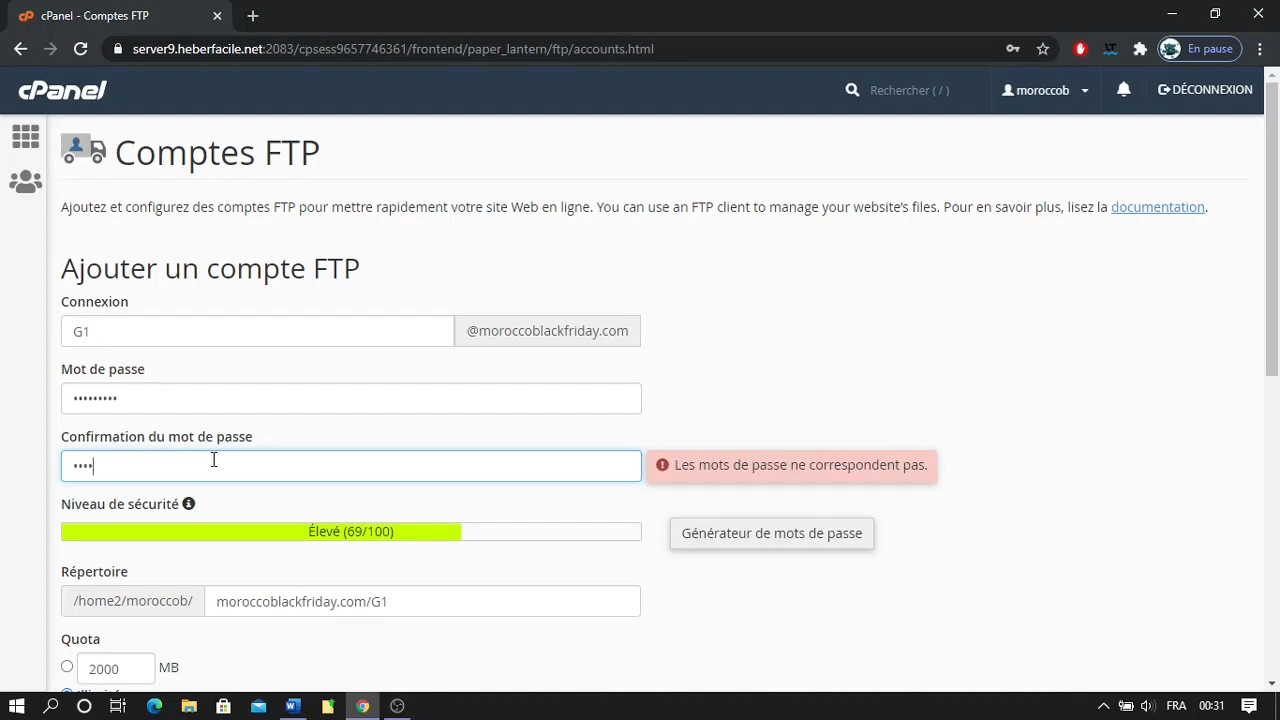 cPanel - Comptes FTP
server9.heberfacile.net:2083/cpsess9657746361/frontend/paper_lantern/ftp/accounts.html
En pause
cPanel
Rechercher ( / )
moroccob
DÉCONNEXION
Comptes FTP
Ajoutez et configurez des comptes FTP pour mettre rapidement votre site Web en ligne. You can use an FTP client to manage your website's files. Pour en savoir plus, lisez la documentation.
Ajouter un compte FTP
Connexion
G1
@moroccoblackfriday.com
Mot de passe
•••••••••
Confirmation du mot de passe
••••
Les mots de passe ne correspondent pas.
Niveau de sécurité
Élevé (69/100)
Générateur de mots de passe
Répertoire
/home2/moroccob/
moroccoblackfriday.com/G1
Quota
2000
MB
FRA
00:31